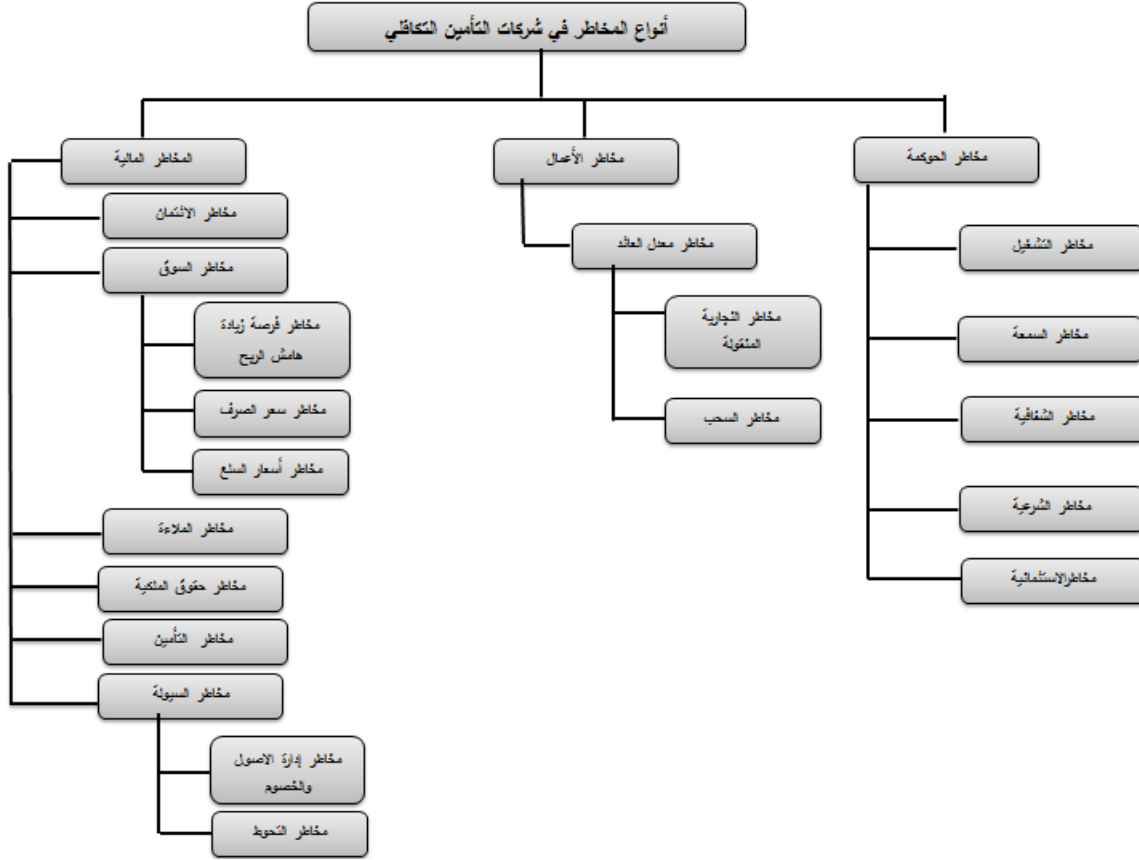 أنواع المخاطر في شركات التأمين التكافلي
مخاطر الحوكمة
مخاطر التشغيل
مخاطر السمعة
مخاطر الشفافية
مخاطر الشرعية
مخاطرالاستثمائية
مخاطر الأعمال
مخاطر معدل العائد
مخاطر التجارية
المنقولة
مخاطر السحب
المخاطر المالية
مخاطر الائتمان
مخاطر السوق
مخاطر فرصة زيادة
هامش الربح
مخاطر سعر الصرف
مخاطر أسعار السلع
مخاطر الملاءة
مخاطر حقوق الملكية
مخاطر التأمين
مخاطر السيولة
مخاطر إدارة الاصول
والخصوم
مخاطر التحوط